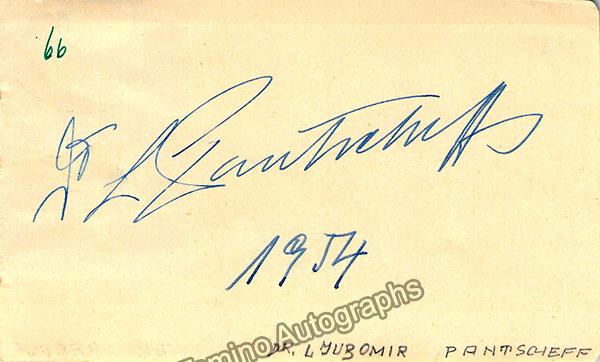 66
Dr L Pantscheff
1954
Tamino Autographs
DR. LJUBOMIR PANTSCHEFF